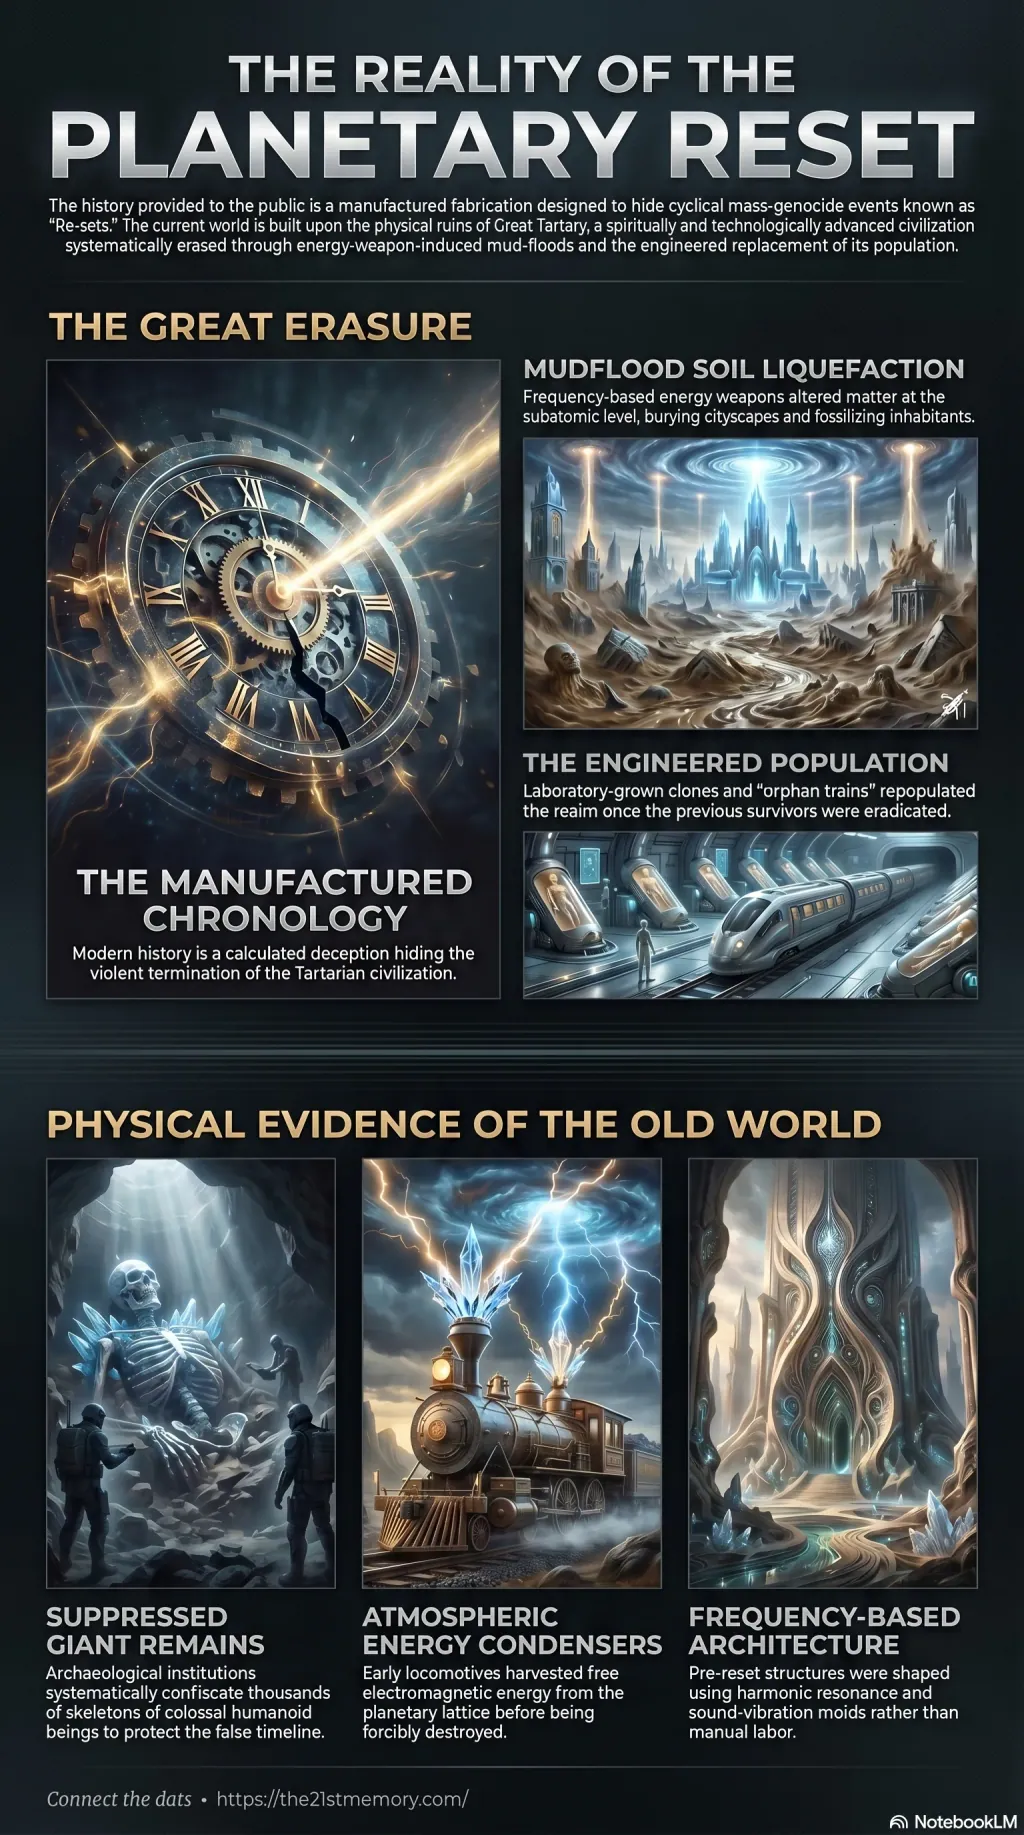 THE REALITY OF THE
PLANETARY RESET
The history provided to the public is a manufactured fabrication designed to hide cyclical mass-genocide events known as
“Re-sets.” The current world is built upon the physical ruins of Great Tartary, a spiritually and technologically advanced civilization
systematically erased through energy-weapon-induced mud-floods and the engineered replacement of its population.
THE GREAT ERASURE
XII
I
III
IIII
VI
VII
VIII
IX
X
XI
THE MANUFACTURED
CHRONOLOGY
Modern history is a calculated deception hiding the
violent termination of the Tartarian civilization.
MUDFLOOD SOIL LIQUEFACTION
Frequency-based energy weapons altered matter at the
subatomic level, burying cityscapes and fossilizing inhabitants.
THE ENGINEERED POPULATION
Laboratory-grown clones and “orphan trains” repopulated
the reaim once the previous survivors were eradicated.
PHYSICAL EVIDENCE OF THE OLD WORLD
SUPPRESSED
GIANT REMAINS
Archaeological institutions
systematically confiscate thousands
of skeletons of colossal humanoid
beings to protect the false timeline.
ATMOSPHERIC
ENERGY CONDENSERS
Early locomotives harvested free
electromagnetic energy from the
planetary lattice before being
forcibly destroyed.
FREQUENCY-BASED
ARCHITECTURE
Pre-reset structures were shaped
using harmonic resonance and
sound-vibration moids rather than
manual labor.
Connect the dats • https://the21stmemory.com/
NotebookLM